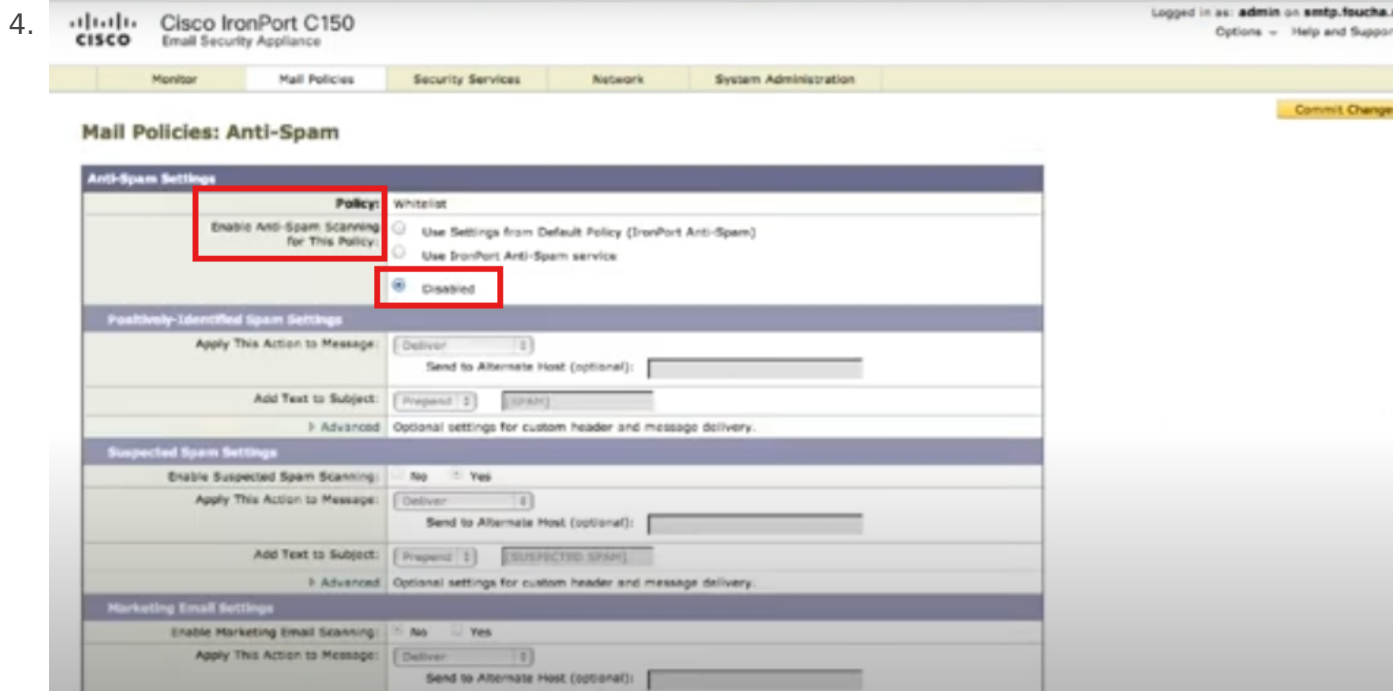 4.
CISCO
Cisco IronPort C150
Email Security Appliance
Logged in as: admin on smtp.foucha.
Options Help and Suppor
Monitor Mail Policies Security Services Network System Administration
Commit Change
Mail Policies: Anti-Spam
Anti-Spam Settings
Policy: Whitelist
Enable Anti-Spam Scanning for This Policy:
Use Settings from Default Policy (IronPort Anti-Spam)
Use IronPort Anti-Spam service
Disabled
Positively-Identified Spam Settings
Apply This Action to Message: Deliver
Send to Alternate Host (optional):
Add Text to Subject: Prepend [SPAM]
Advanced Optional settings for custom header and message delivery.
Suspected Spam Settings
Enable Suspected Spam Scanning: No Yes
Apply This Action to Message: Deliver
Send to Alternate Host (optional):
Add Text to Subject: Prepend [SUSPECTED SPAM]
Advanced Optional settings for custom header and message delivery.
Marketing Email Settings
Enable Marketing Email Scanning: No Yes
Apply This Action to Message: Deliver
Send to Alternate Host (optional):